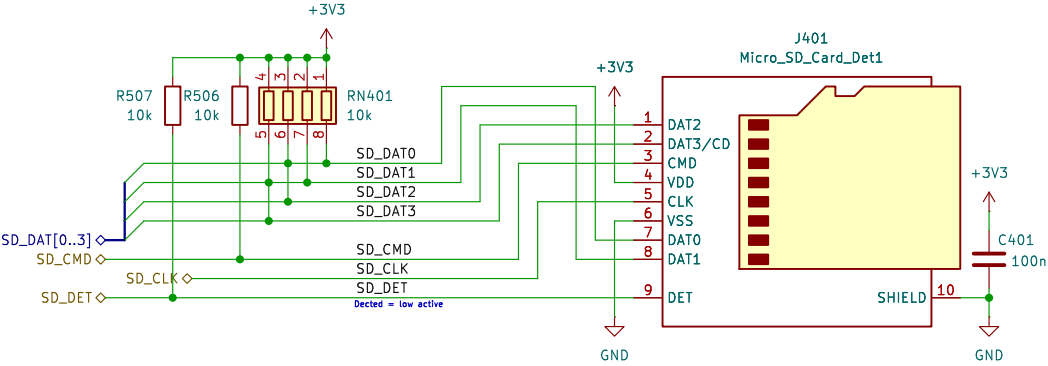 +3V3
J401
Micro_SD_Card_Det1
+3V3
4 3 2 1
R507
10k
R506
10k
RN401
10k
5 6 7 8
1 DAT2
2 DAT3/CD
3 CMD
4 VDD
5 CLK
6 VSS
7 DAT0
8 DAT1
9 DET
SHIELD 10
SD_DAT0
SD_DAT1
SD_DAT2
SD_DAT3
SD_DAT[0..3]
SD_CMD
SD_CMD
SD_CLK
SD_CLK
SD_DET
SD_DET
Dected = low active
+3V3
C401
100n
GND
GND